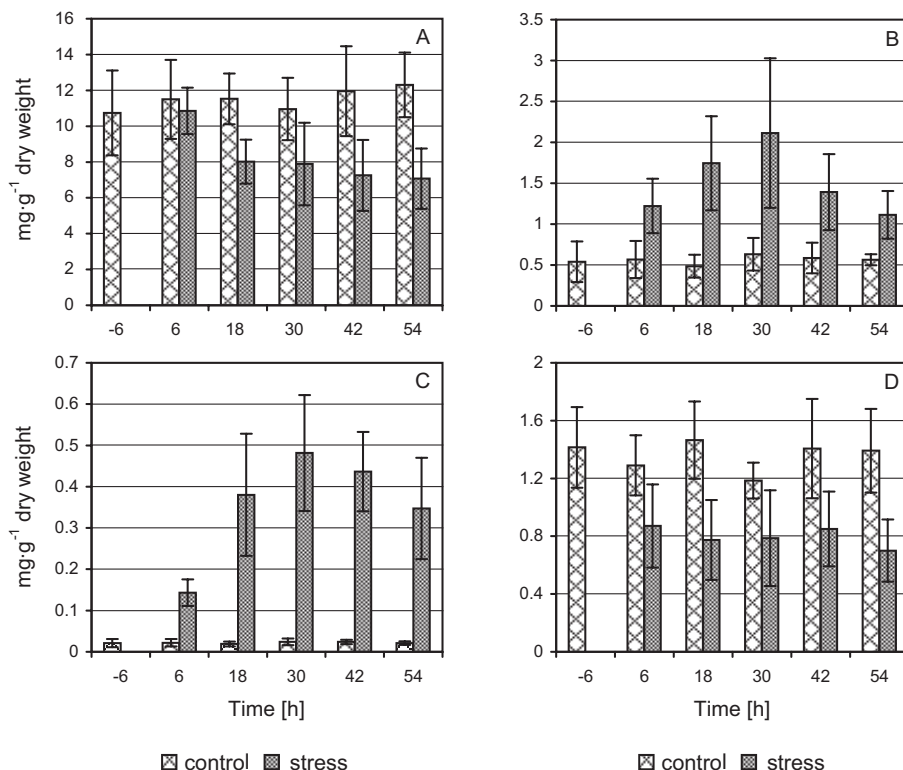 A
mg·g⁻¹ dry weight
16
14
12
10
8
6
4
2
0
-6 6 18 30 42 54
B
3.5
3
2.5
2
1.5
1
0.5
0
-6 6 18 30 42 54
C
mg·g⁻¹ dry weight
0.7
0.6
0.5
0.4
0.3
0.2
0.1
0
-6 6 18 30 42 54
Time [h]
control stress
D
2
1.6
1.2
0.8
0.4
0
-6 6 18 30 42 54
Time [h]
control stress